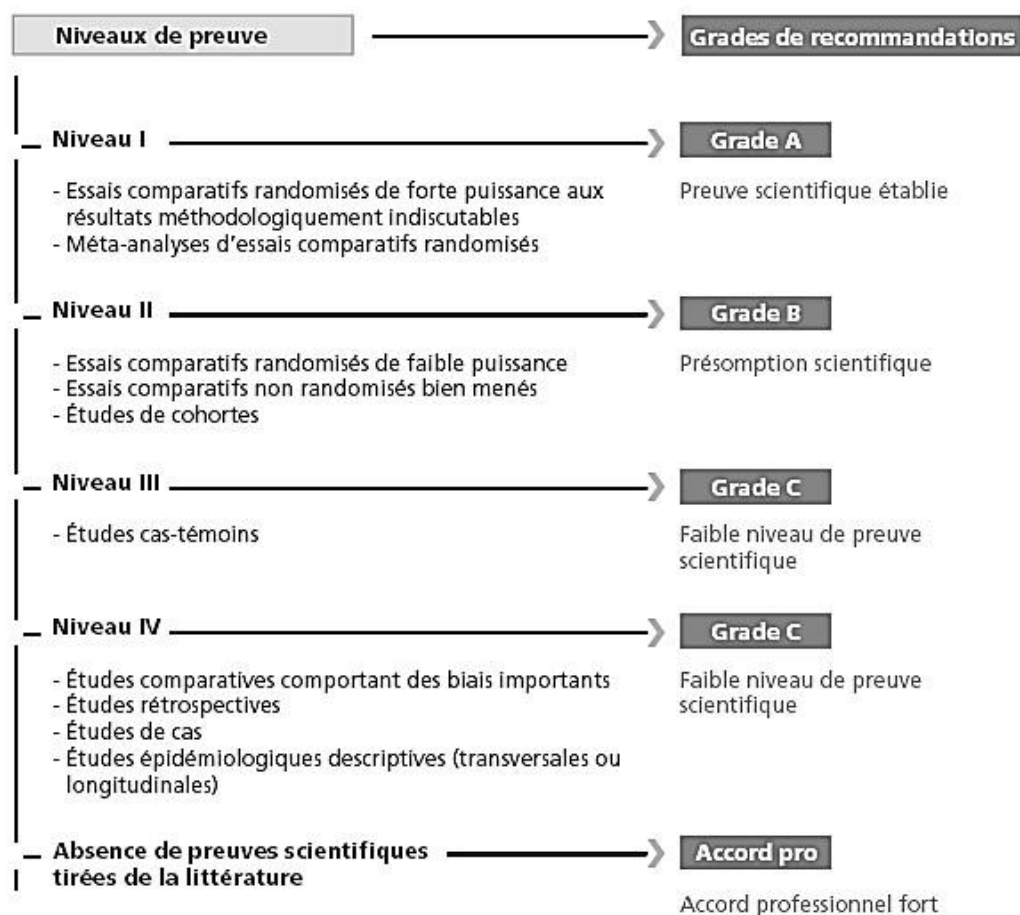 Niveaux de preuve
Grades de recommandations
Niveau I
Grade A
- Essais comparatifs randomisés de forte puissance aux
résultats méthodologiquement indiscutables
- Méta-analyses d’essais comparatifs randomisés
Preuve scientifique établie
Niveau II
Grade B
- Essais comparatifs randomisés de faible puissance
- Essais comparatifs non randomisés bien menés
- Études de cohortes
Présomption scientifique
Niveau III
Grade C
- Études cas-témoins
Faible niveau de preuve
scientifique
Niveau IV
Grade C
- Études comparatives comportant des biais importants
- Études rétrospectives
- Études de cas
- Études épidémiologiques descriptives (transversales ou
longitudinales)
Faible niveau de preuve
scientifique
Absence de preuves scientifiques
tirées de la littérature
Accord pro
Accord professionnel fort